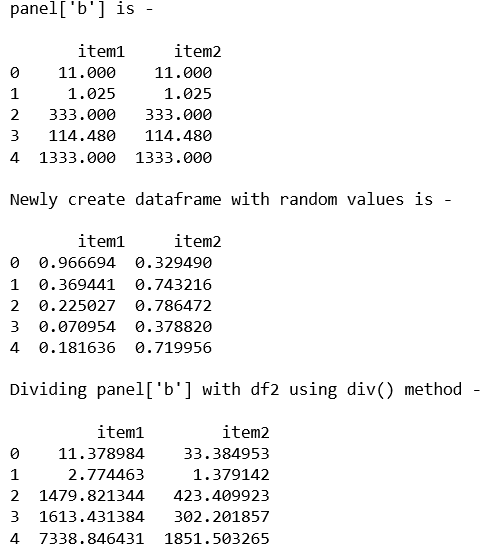 panel['b'] is -
item1 item2
0 11.000 11.000
1 1.025 1.025
2 333.000 333.000
3 114.480 114.480
4 1333.000 1333.000
Newly create dataframe with random values is -
item1 item2
0 0.966694 0.329490
1 0.369441 0.743216
2 0.225027 0.786472
3 0.070954 0.378820
4 0.181636 0.719956
Dividing panel['b'] with df2 using div() method -
item1 item2
0 11.378984 33.384953
1 2.774463 1.379142
2 1479.821344 423.409923
3 1613.431384 302.201857
4 7338.846431 1851.503265